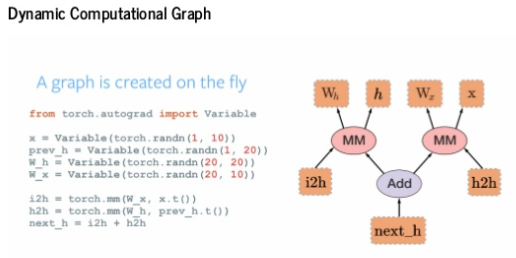 Dynamic Computational Graph
A graph is created on the fly
from torch.autograd import Variable
x = Variable(torch.randn(1, 10))
prev_h = Variable(torch.randn(1, 20))
W_h = Variable(torch.randn(20, 20))
W_x = Variable(torch.randn(20, 10))
i2h = torch.mm(W_x, x.t())
h2h = torch.mm(W_h, prev_h.t())
next_h = i2h + h2h
Wₕ h Wₓ x
MM MM
i2h Add h2h
next_h